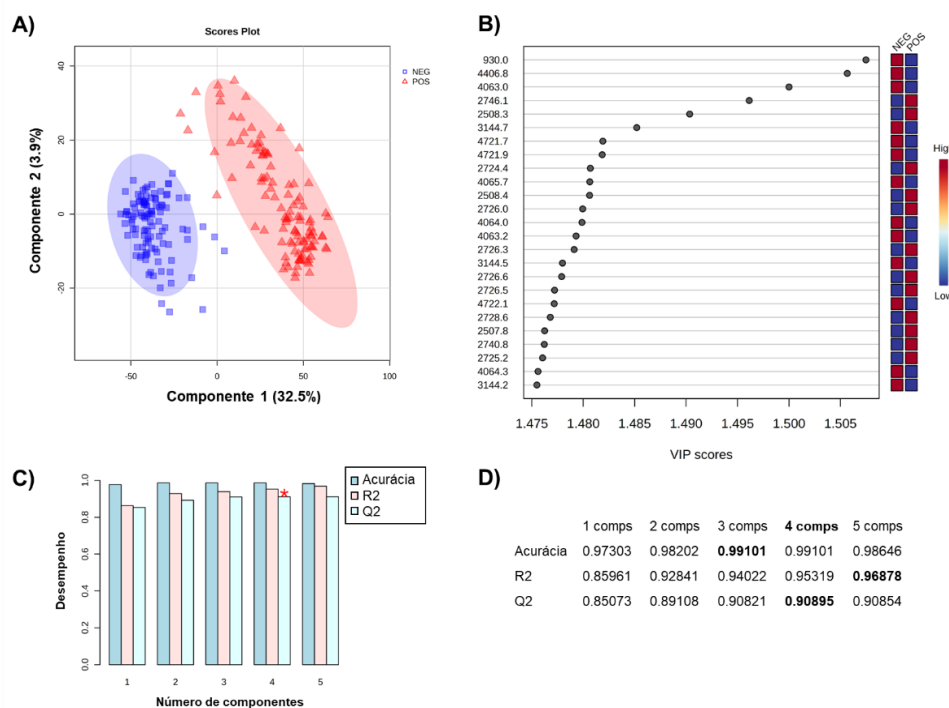 A)
Scores Plot
NEG
POS
Componente 2 (3.9%)
40
20
0
-20
-50
0
50
100
Componente 1 (32.5%)
B)
NEG
POS
930.0
4406.8
4063.0
2746.1
2508.3
3144.7
4721.7
4721.9
2724.4
4065.7
2508.4
2726.0
4064.0
4063.2
2726.3
3144.5
2726.6
2726.5
4722.1
2728.6
2507.8
2740.8
2725.2
4064.3
3144.2
High
Low
1.475 1.480 1.485 1.490 1.495 1.500 1.505
VIP scores
C)
Desempenho
1.0
0.8
0.6
0.4
0.2
0.0
Acurácia
R2
Q2
*
1 2 3 4 5
Número de componentes
D)
1 comps 2 comps 3 comps 4 comps 5 comps
Acurácia 0.97303 0.98202 0.99101 0.99101 0.98646
R2 0.85961 0.92841 0.94022 0.95319 0.96878
Q2 0.85073 0.89108 0.90821 0.90895 0.90854